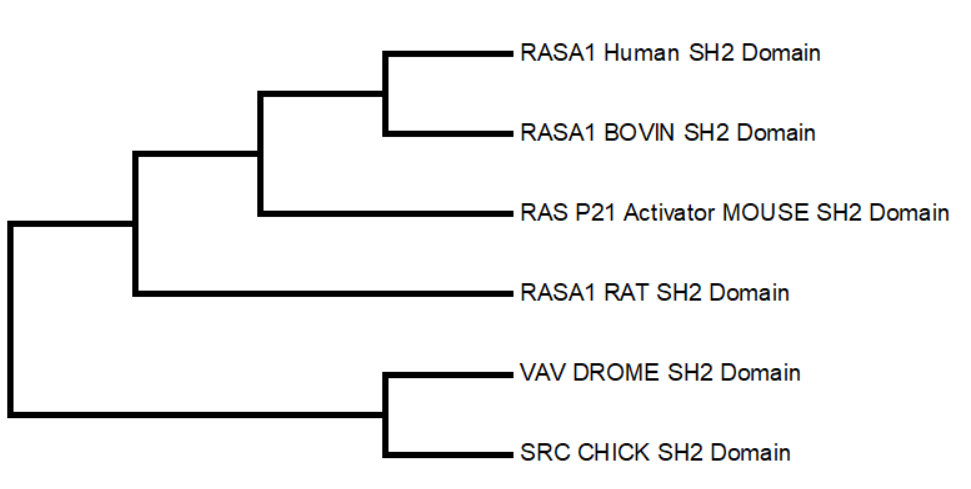 RASA1 Human SH2 Domain
RASA1 BOVIN SH2 Domain
RAS P21 Activator MOUSE SH2 Domain
RASA1 RAT SH2 Domain
VAV DROME SH2 Domain
SRC CHICK SH2 Domain